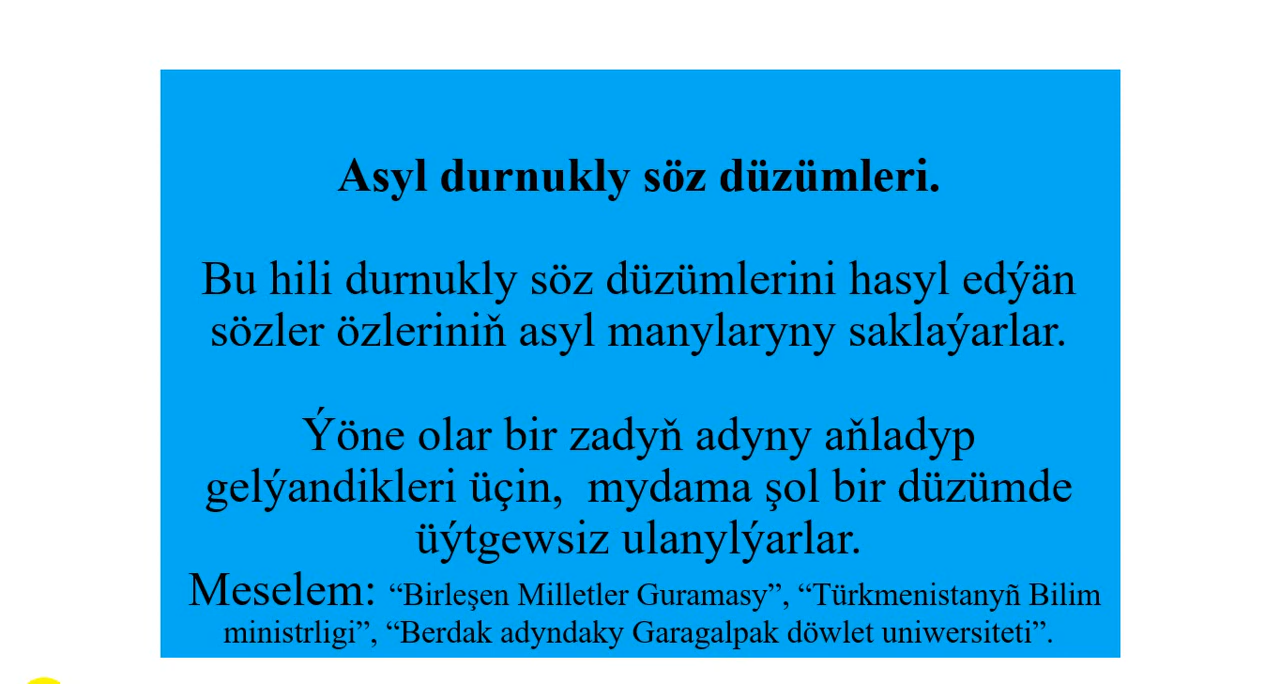 Asyl durnukly söz düzümleri.
Bu hili durnukly söz düzümlerini hasyl edýän
sözler özleriniň asyl manylaryny saklaýarlar.
Ýöne olar bir zadyň adyny aňladyp
gelýandikleri üçin,  mydama şol bir düzümde
üýtgewsiz ulanylýarlar.
Meselem: “Birleşen Milletler Guramasy”, “Türkmenistanyñ Bilim
ministrligi”, “Berdak adyndaky Garagalpak döwlet uniwersiteti”.